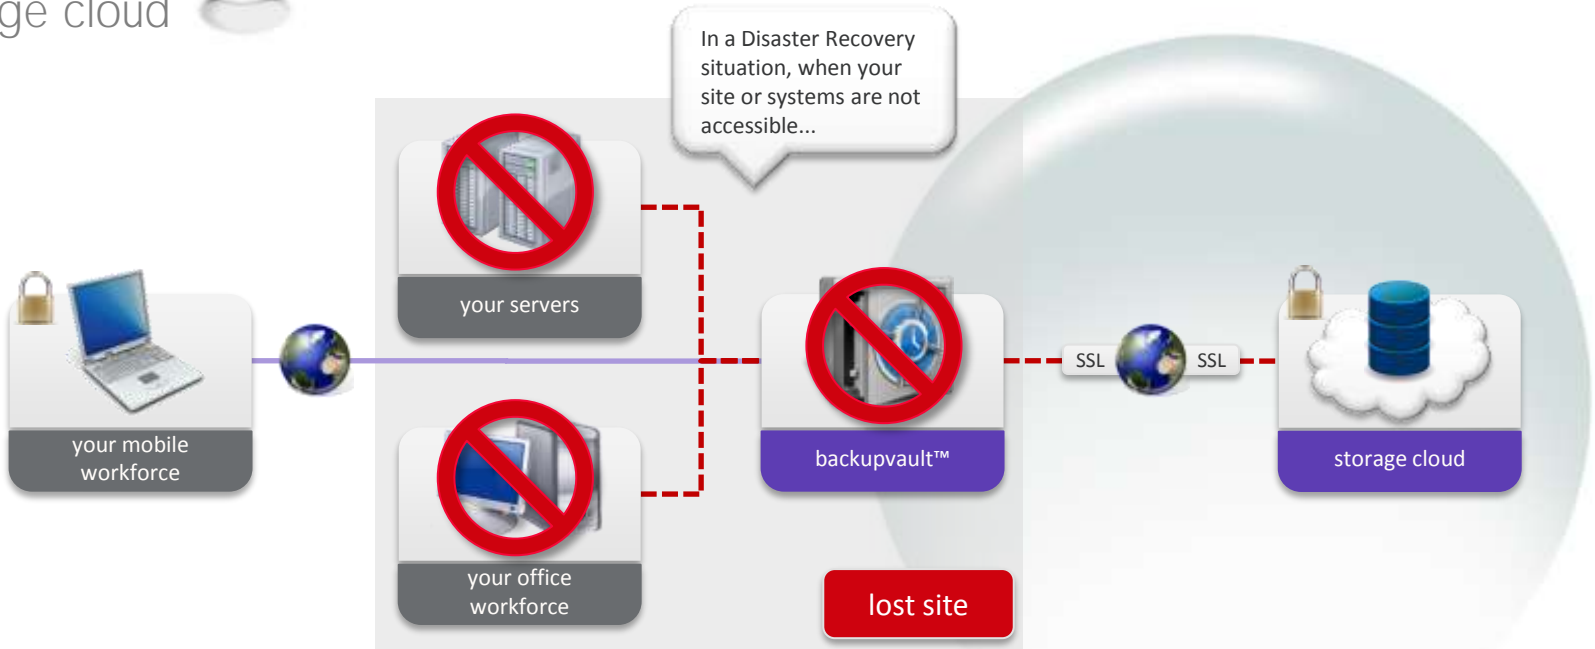 ge cloud
In a Disaster Recovery
situation, when your
site or systems are not
accessible...
your servers
your mobile
workforce
backupvault™
SSL
SSL
storage cloud
your office
workforce
lost site